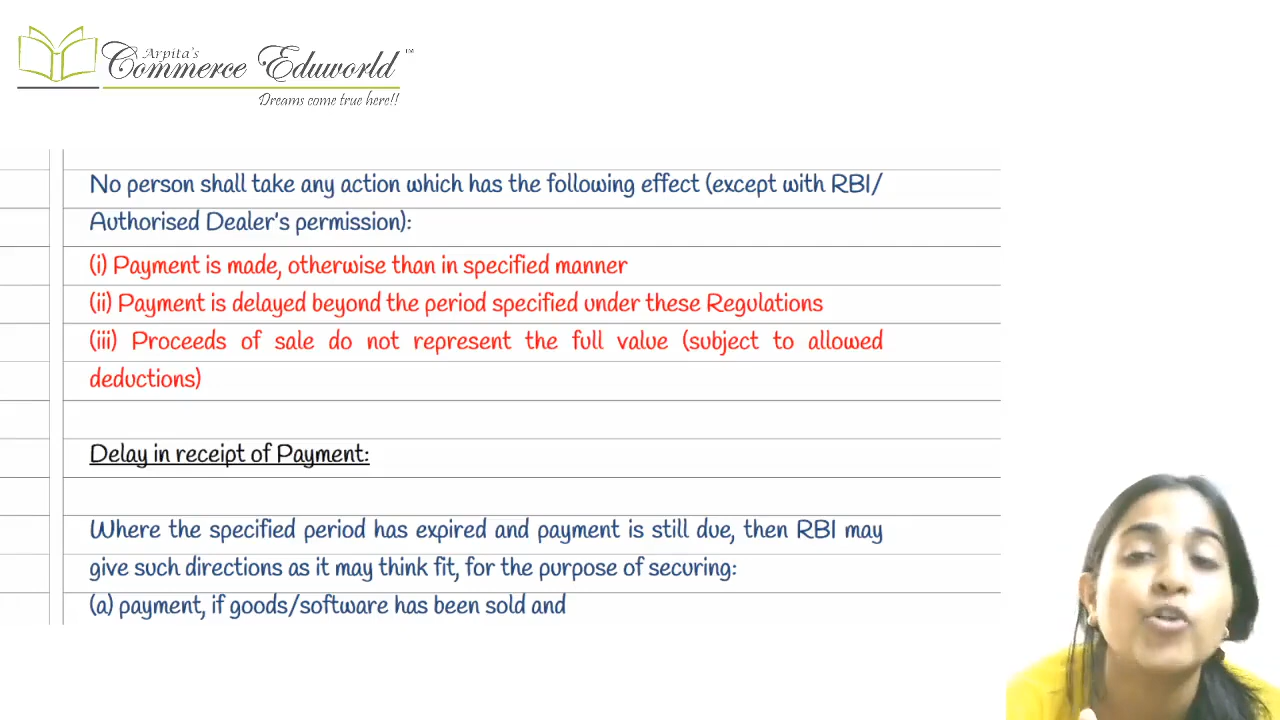 Arpita's
Commerce Eduworld™
Dreams come true here!!
No person shall take any action which has the following effect (except with RBI/
Authorised Dealer's permission):
(i) Payment is made, otherwise than in specified manner
(ii) Payment is delayed beyond the period specified under these Regulations
(iii) Proceeds of sale do not represent the full value (subject to allowed
deductions)
Delay in receipt of Payment:
Where the specified period has expired and payment is still due, then RBI may
give such directions as it may think fit, for the purpose of securing:
(a) payment, if goods/software has been sold and